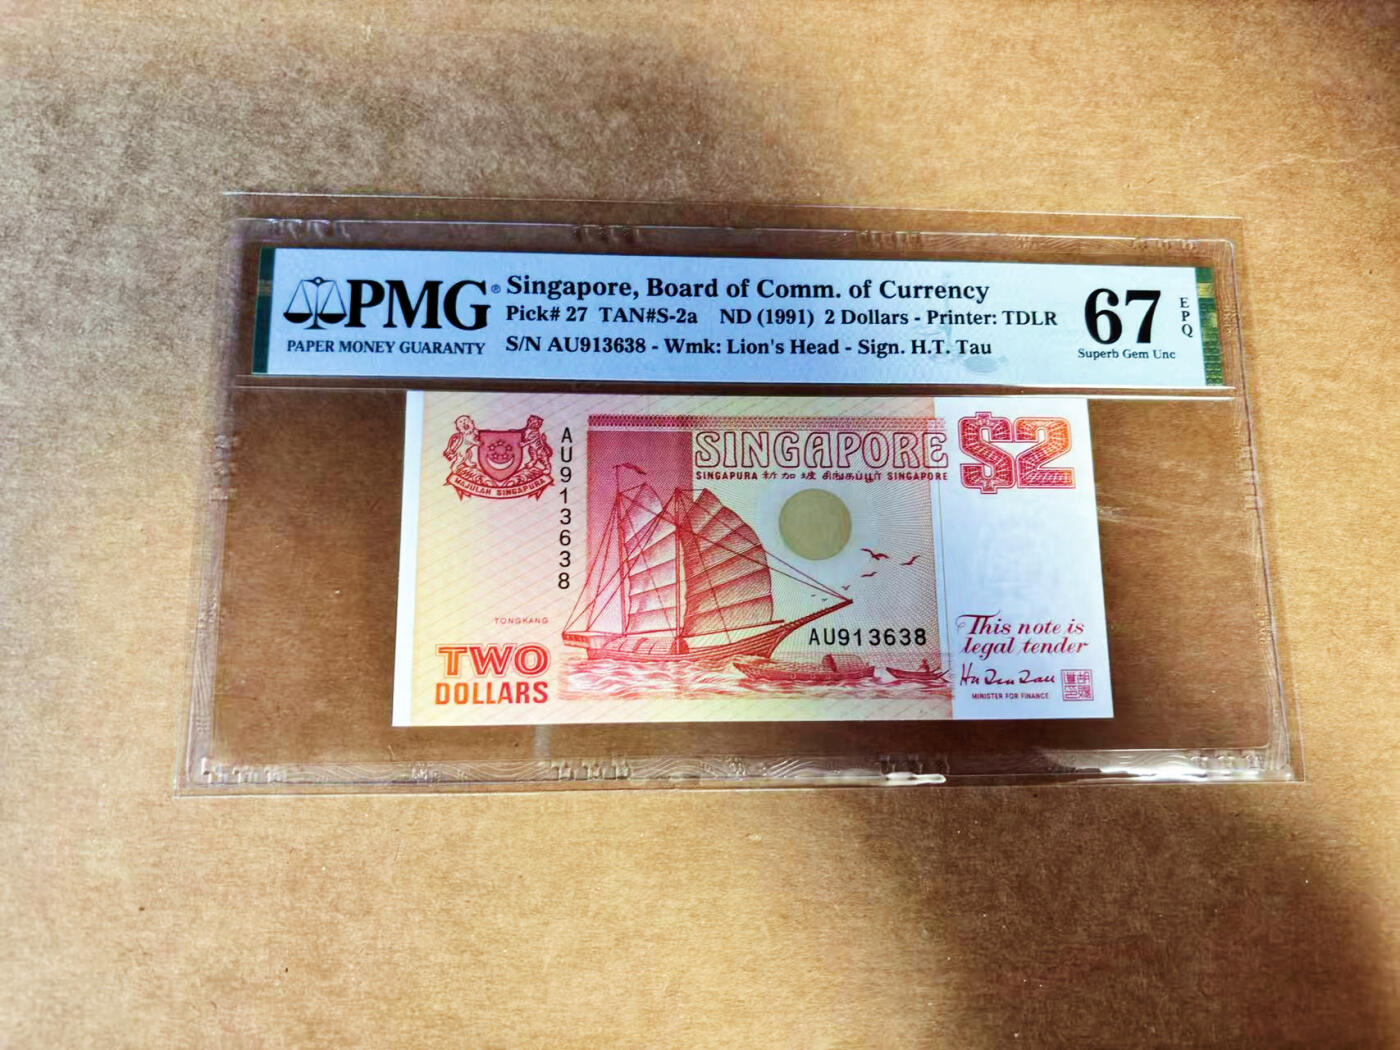 PMG®
PAPER MONEY GUARANTY
Singapore, Board of Comm. of Currency
Pick# 27 TAN#S-2a ND (1991) 2 Dollars - Printer: TDLR
S/N AU913638 - Wmk: Lion's Head - Sign. H.T. Tau
67
Superb Gem Unc
EPQ
MAJULAH SINGAPURA
AU913638
SINGAPORE
SINGAPURA 新加坡 சிங்கப்பூர் SINGAPORE
$2
TONGKANG
TWO
DOLLARS
AU913638
This note is
legal tender
MINISTER FOR FINANCE